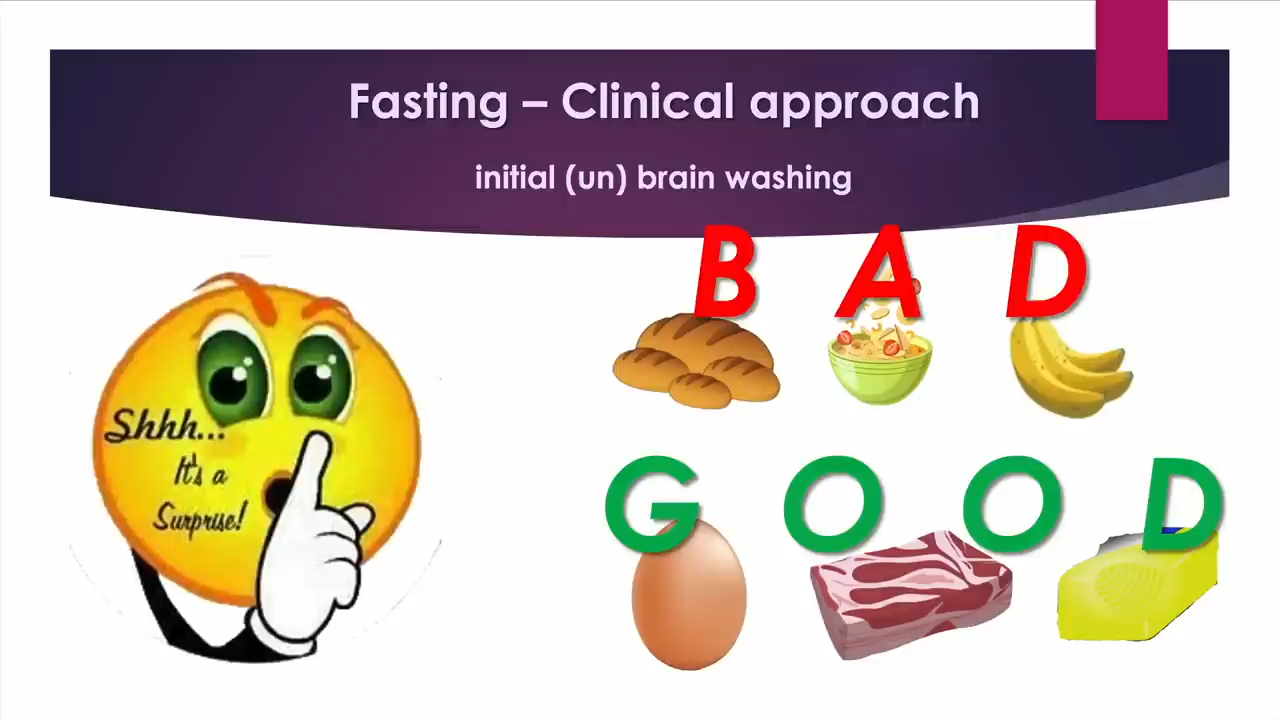 Fasting – Clinical approach
initial (un) brain washing
B A D
Shhh...
It's a
Surprise!
G O O D